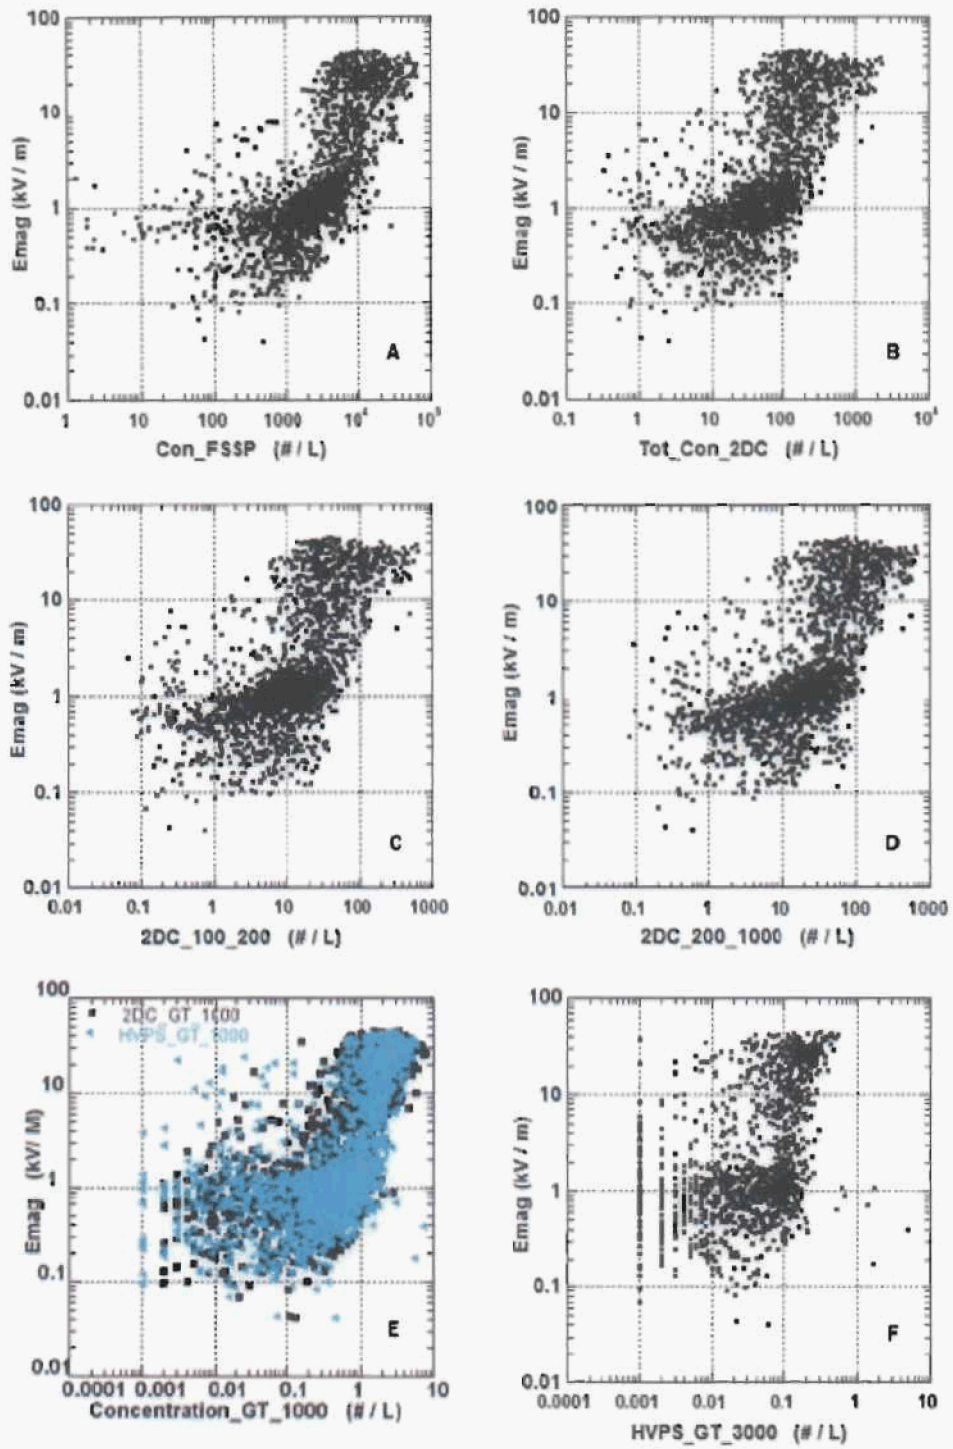 100
10
1
0.1
0.01
Emag (kV / m)
A
1 10 100 1000 10⁴ 10⁵
Con_FSSP (# / L)
100
10
1
0.1
0.01
Emag (kV / m)
B
0.1 1 10 100 1000 10⁴
Tot_Con_2DC (# / L)
100
10
1
0.1
0.01
Emag (kV / m)
C
0.01 0.1 1 10 100 1000
2DC_100_200 (# / L)
100
10
1
0.1
0.01
Emag (kV / m)
D
0.01 0.1 1 10 100 1000
2DC_200_1000 (# / L)
100
10
1
0.1
0.01
Emag (kV/ M)
2DC_GT_1000
HVPS_GT_1000
E
0.0001 0.001 0.01 0.1 1 10
Concentration_GT_1000 (# / L)
100
10
1
0.1
0.01
Emag (kV / m)
F
0.0001 0.001 0.01 0.1 1 10
HVPS_GT_3000 (# / L)